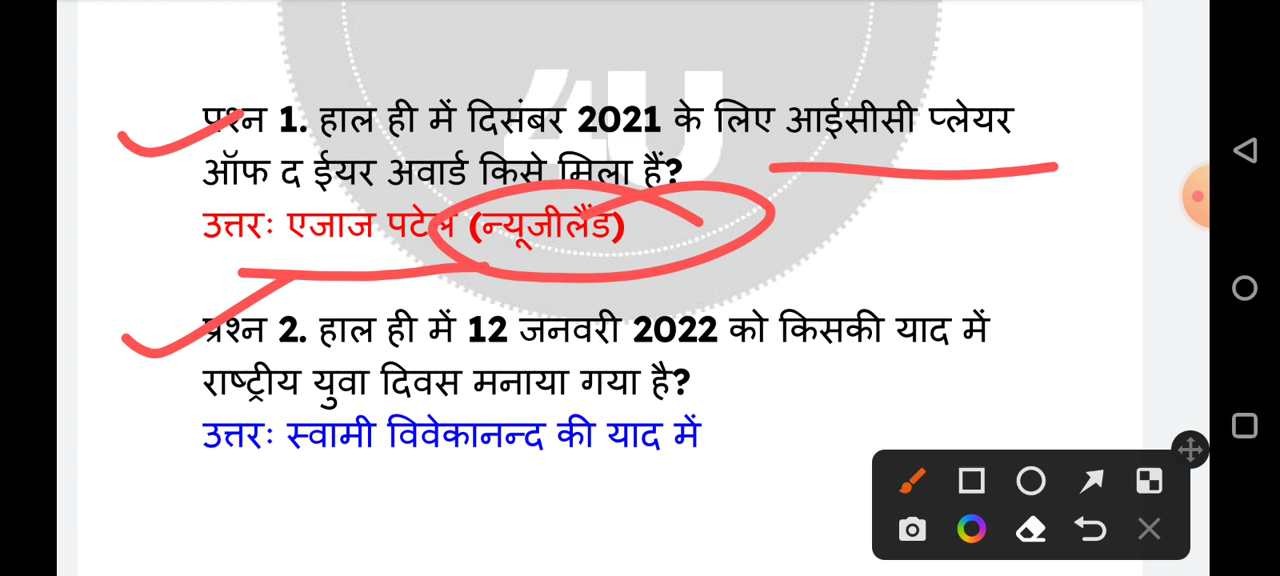 4U
प्रश्न 1. हाल ही में दिसंबर 2021 के लिए आईसीसी प्लेयर
ऑफ द ईयर अवार्ड किसे मिला हैं?
उत्तरः एजाज पटेल (न्यूजीलैंड)
प्रश्न 2. हाल ही में 12 जनवरी 2022 को किसकी याद में
राष्ट्रीय युवा दिवस मनाया गया है?
उत्तरः स्वामी विवेकानन्द की याद में